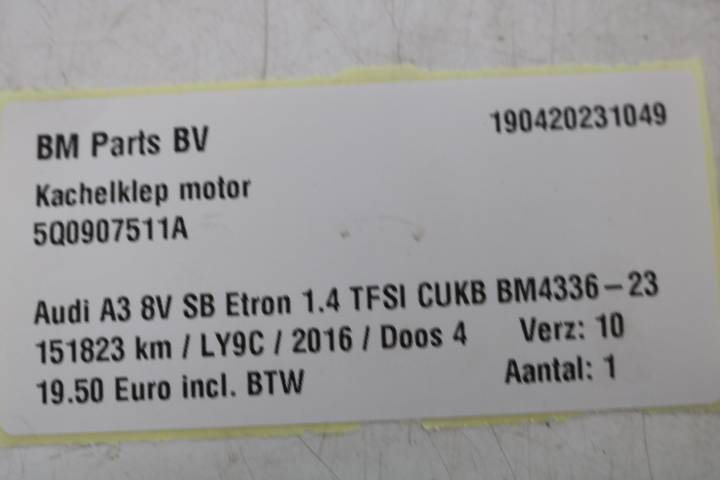 BM Parts BV 190420231049
Kachelklep motor
5Q0907511A
Audi A3 8V SB Etron 1.4 TFSI CUKB BM4336-23
151823 km / LY9C / 2016 / Doos 4 Verz: 10
19.50 Euro incl. BTW Aantal: 1